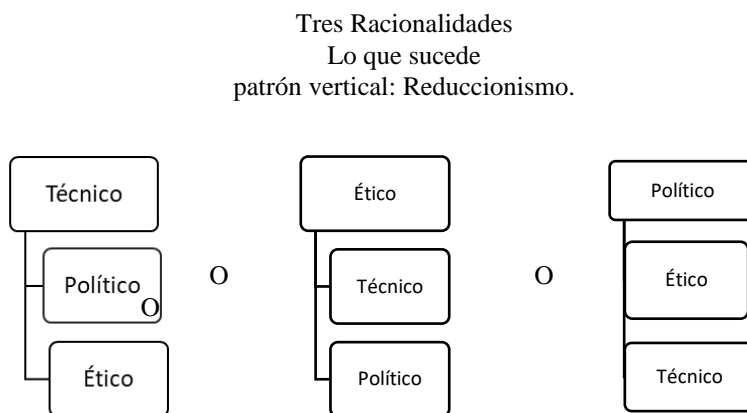 Tres Racionalidades
Lo que sucede
patrón vertical: Reduccionismo.
Técnico
Político
O
Ético
O
Ético
Técnico
Político
O
Político
Ético
Técnico